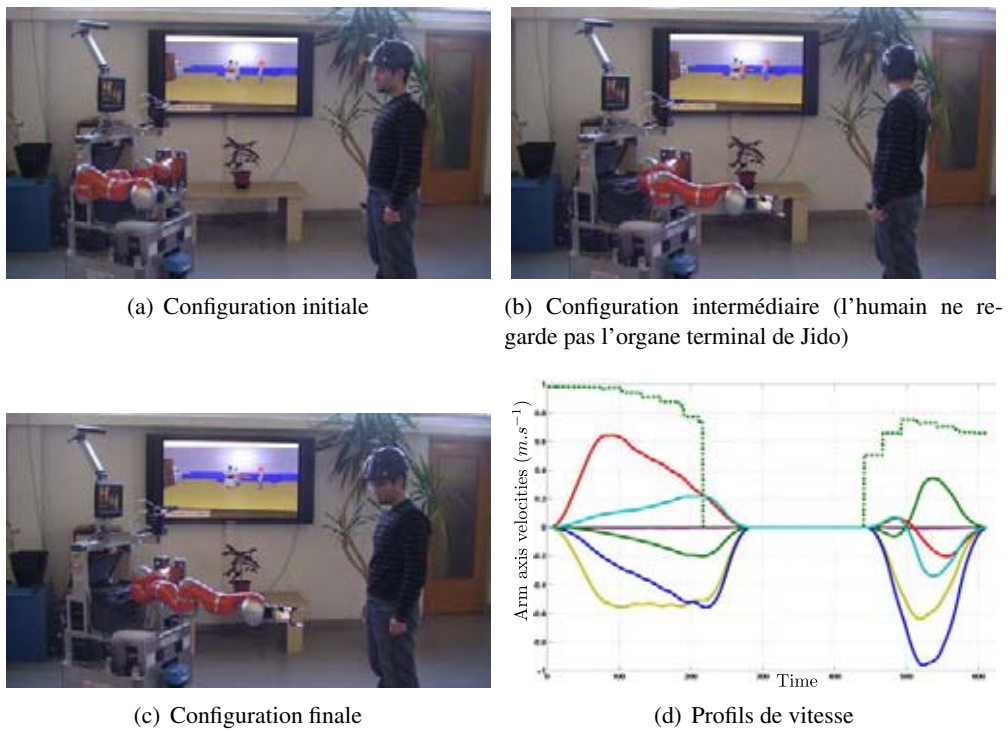 (a) Configuration initiale
(b) Configuration intermédiaire (l'humain ne re-
garde pas l'organe terminal de Jido)
(c) Configuration finale
Arm axis velocities (m.s⁻¹)
Time
(d) Profils de vitesse